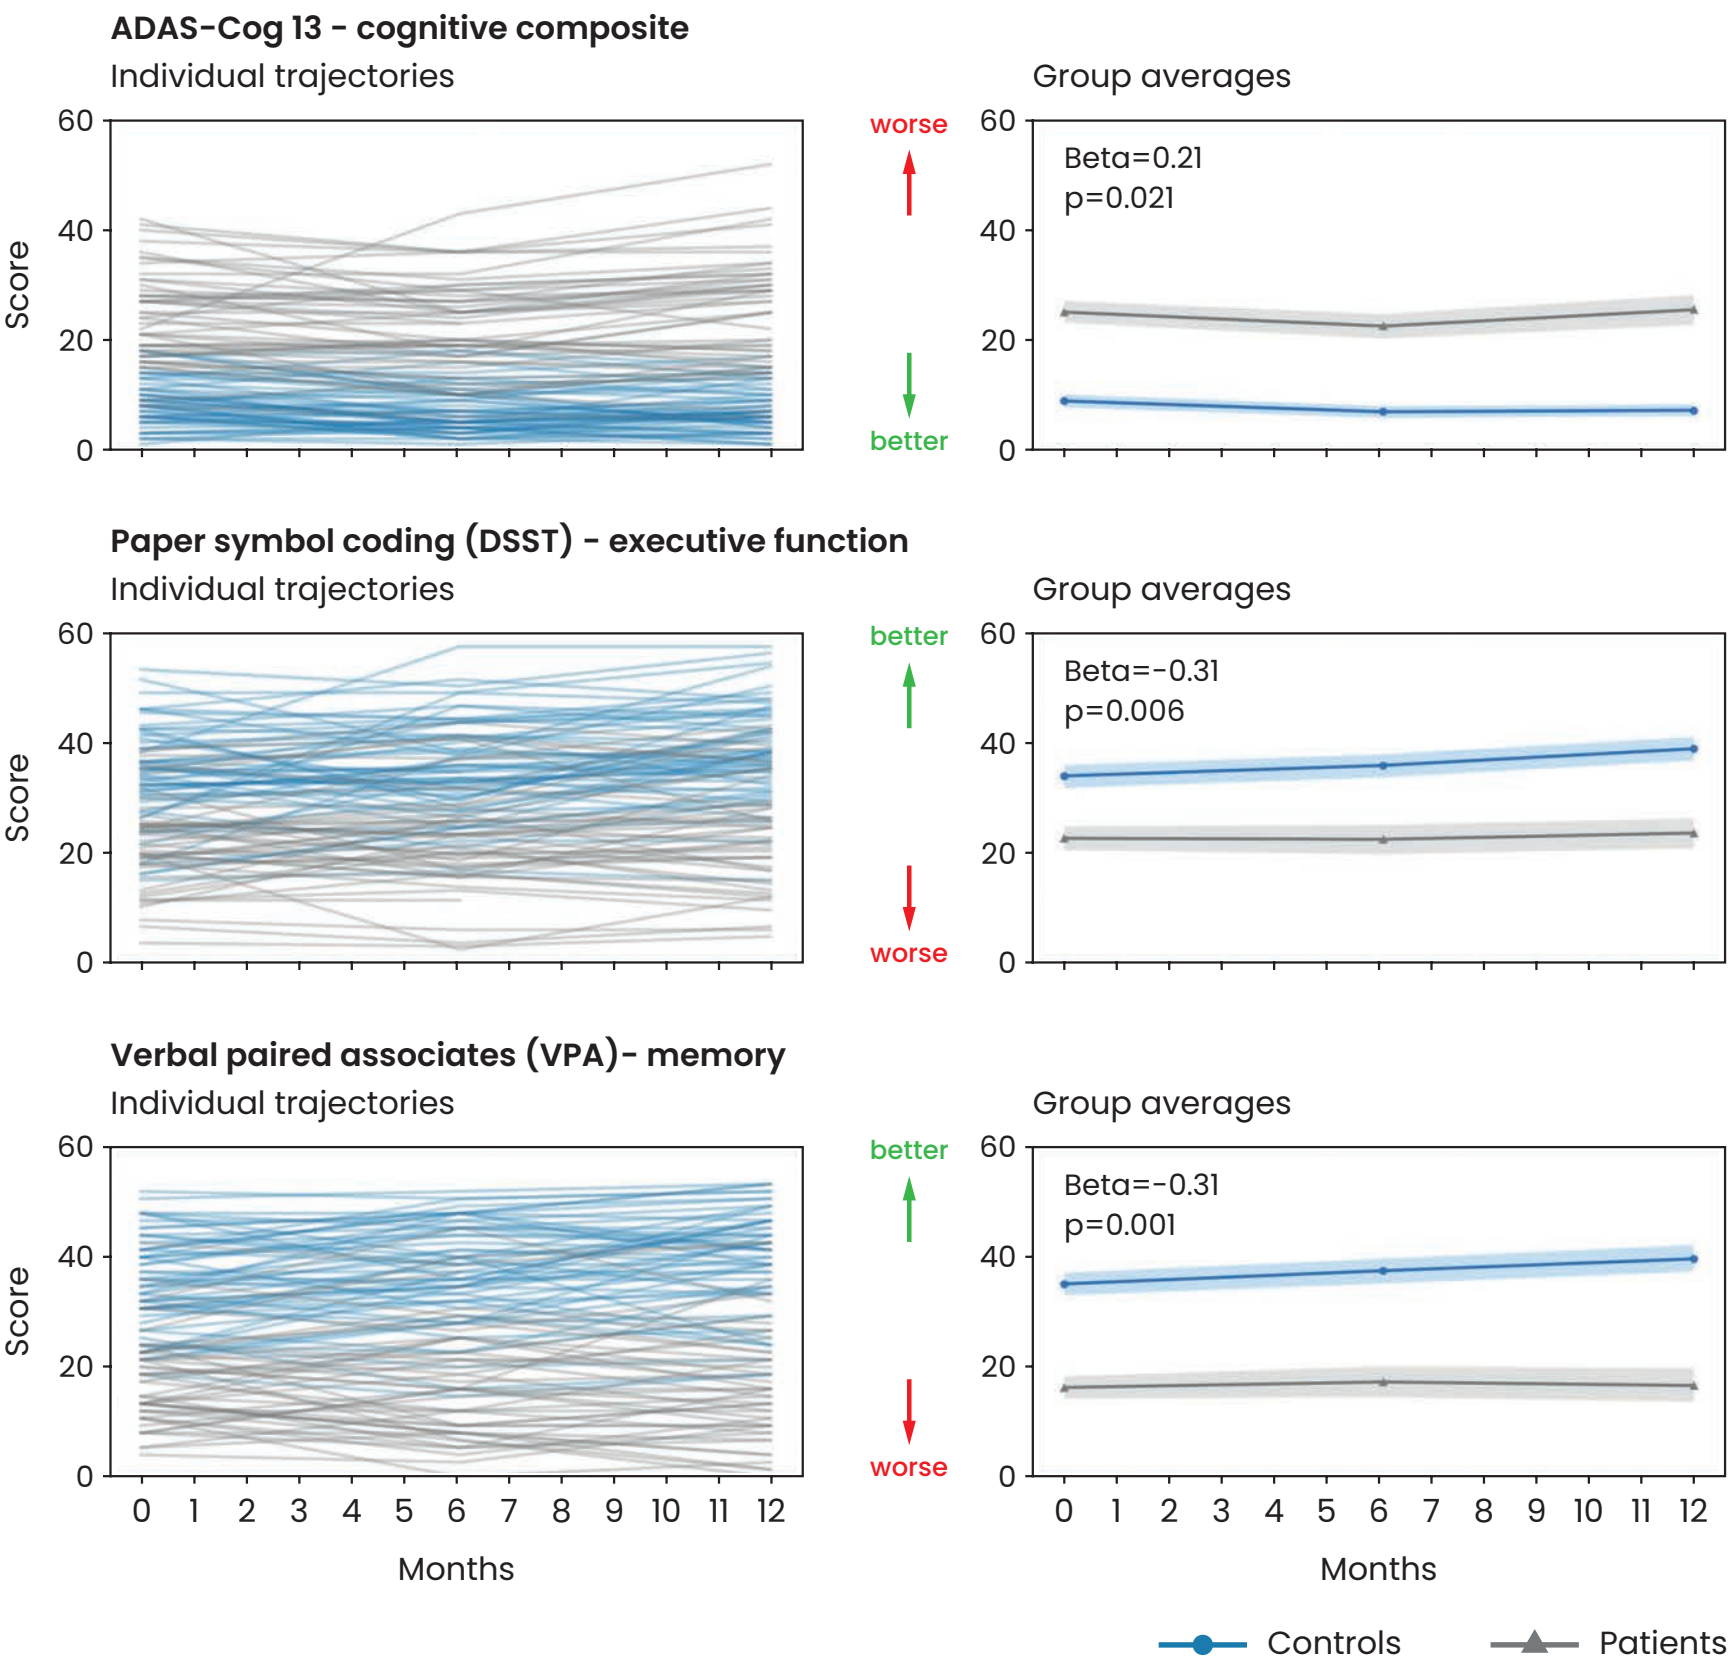 ADAS-Cog 13 - cognitive composite
Individual trajectories
Group averages
60
40
20
0
Score
worse
better
60
40
20
0
Beta=0.21
p=0.021
Paper symbol coding (DSST) - executive function
Individual trajectories
Group averages
60
40
20
0
Score
better
worse
60
40
20
0
Beta=-0.31
p=0.006
Verbal paired associates (VPA)- memory
Individual trajectories
Group averages
60
40
20
0
Score
better
worse
60
40
20
0
Beta=-0.31
p=0.001
0 1 2 3 4 5 6 7 8 9 10 11 12
Months
0 1 2 3 4 5 6 7 8 9 10 11 12
Months
Controls
Patients